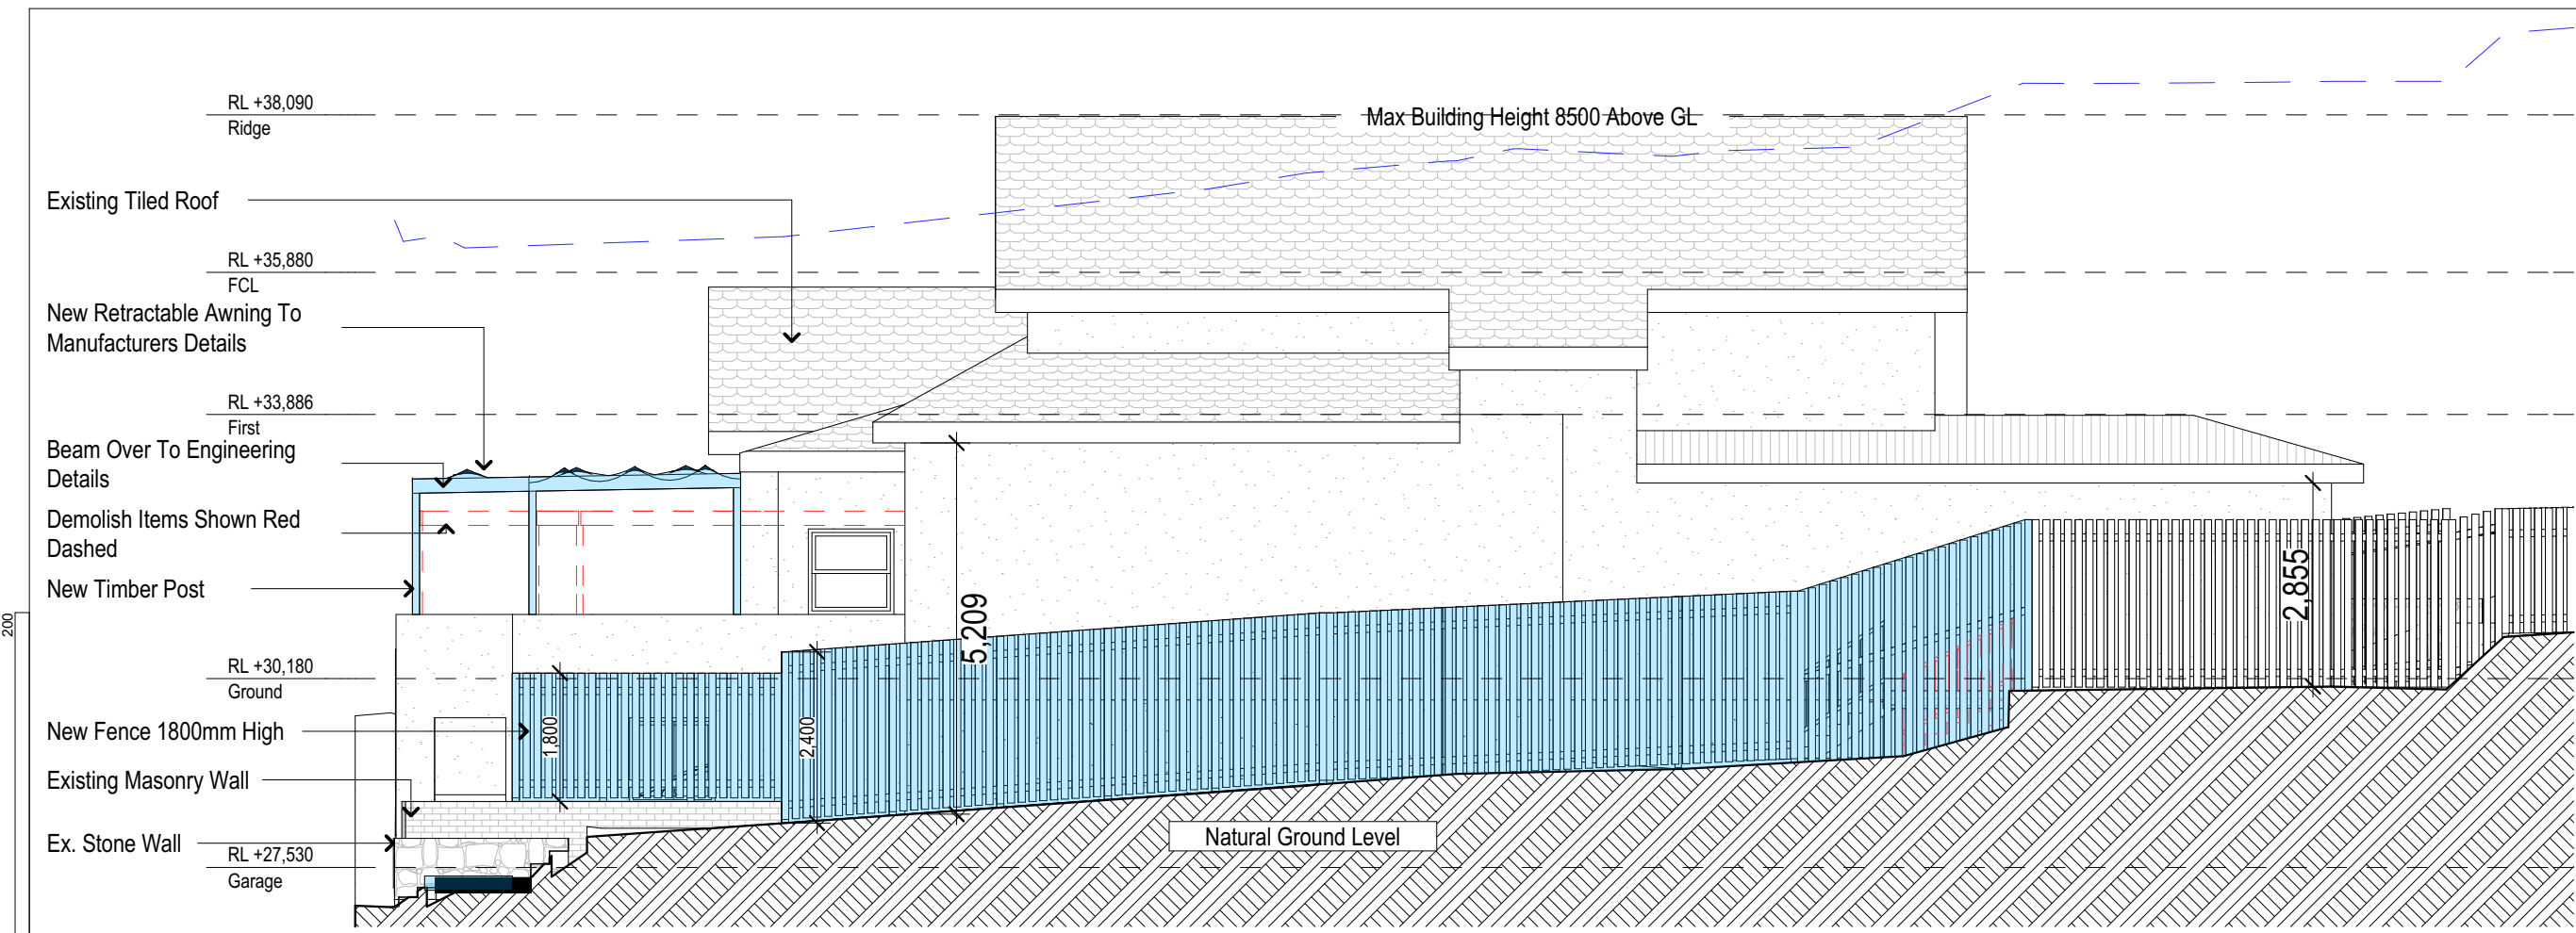 RL +38,090
Ridge
Max Building Height 8500 Above GL
Existing Tiled Roof
RL +35,880
FCL
New Retractable Awning To
Manufacturers Details
RL +33,886
First
Beam Over To Engineering
Details
Demolish Items Shown Red
Dashed
New Timber Post
2,855
5,209
200
RL +30,180
Ground
New Fence 1800mm High
1,800
2,400
Existing Masonry Wall
Natural Ground Level
Ex. Stone Wall
RL +27,530
Garage